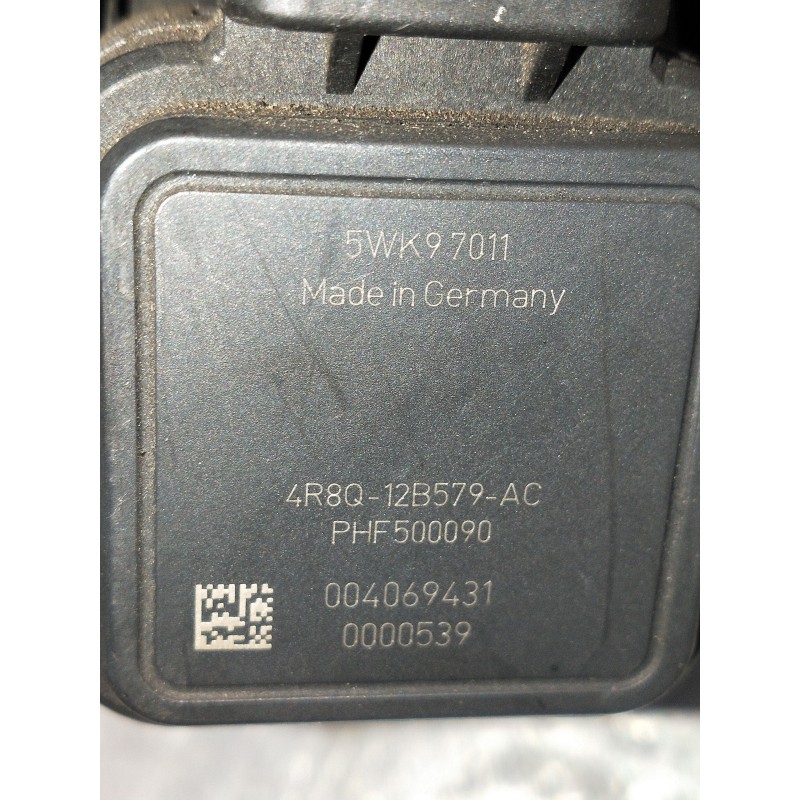 5WK9 7011
Made in Germany
4R8Q-12B579-AC
PHF500090
004069431
0000539